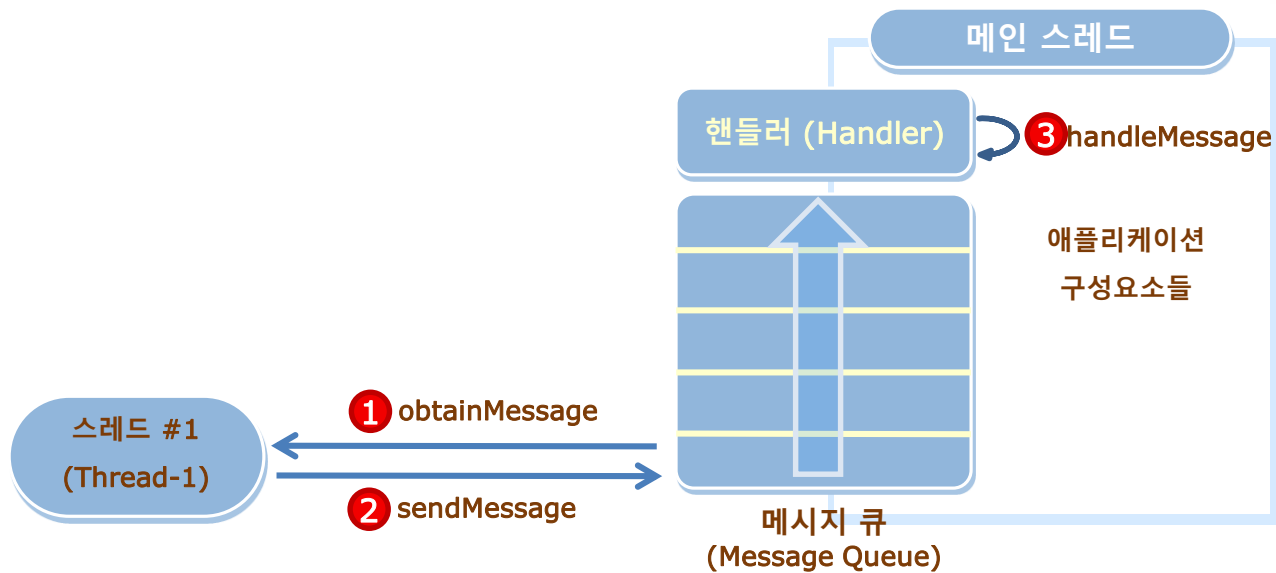 메인 스레드
핸들러 (Handler)
3 handleMessage
애플리케이션
구성요소들
1 obtainMessage
스레드 #1
(Thread-1)
2 sendMessage
메시지 큐
(Message Queue)